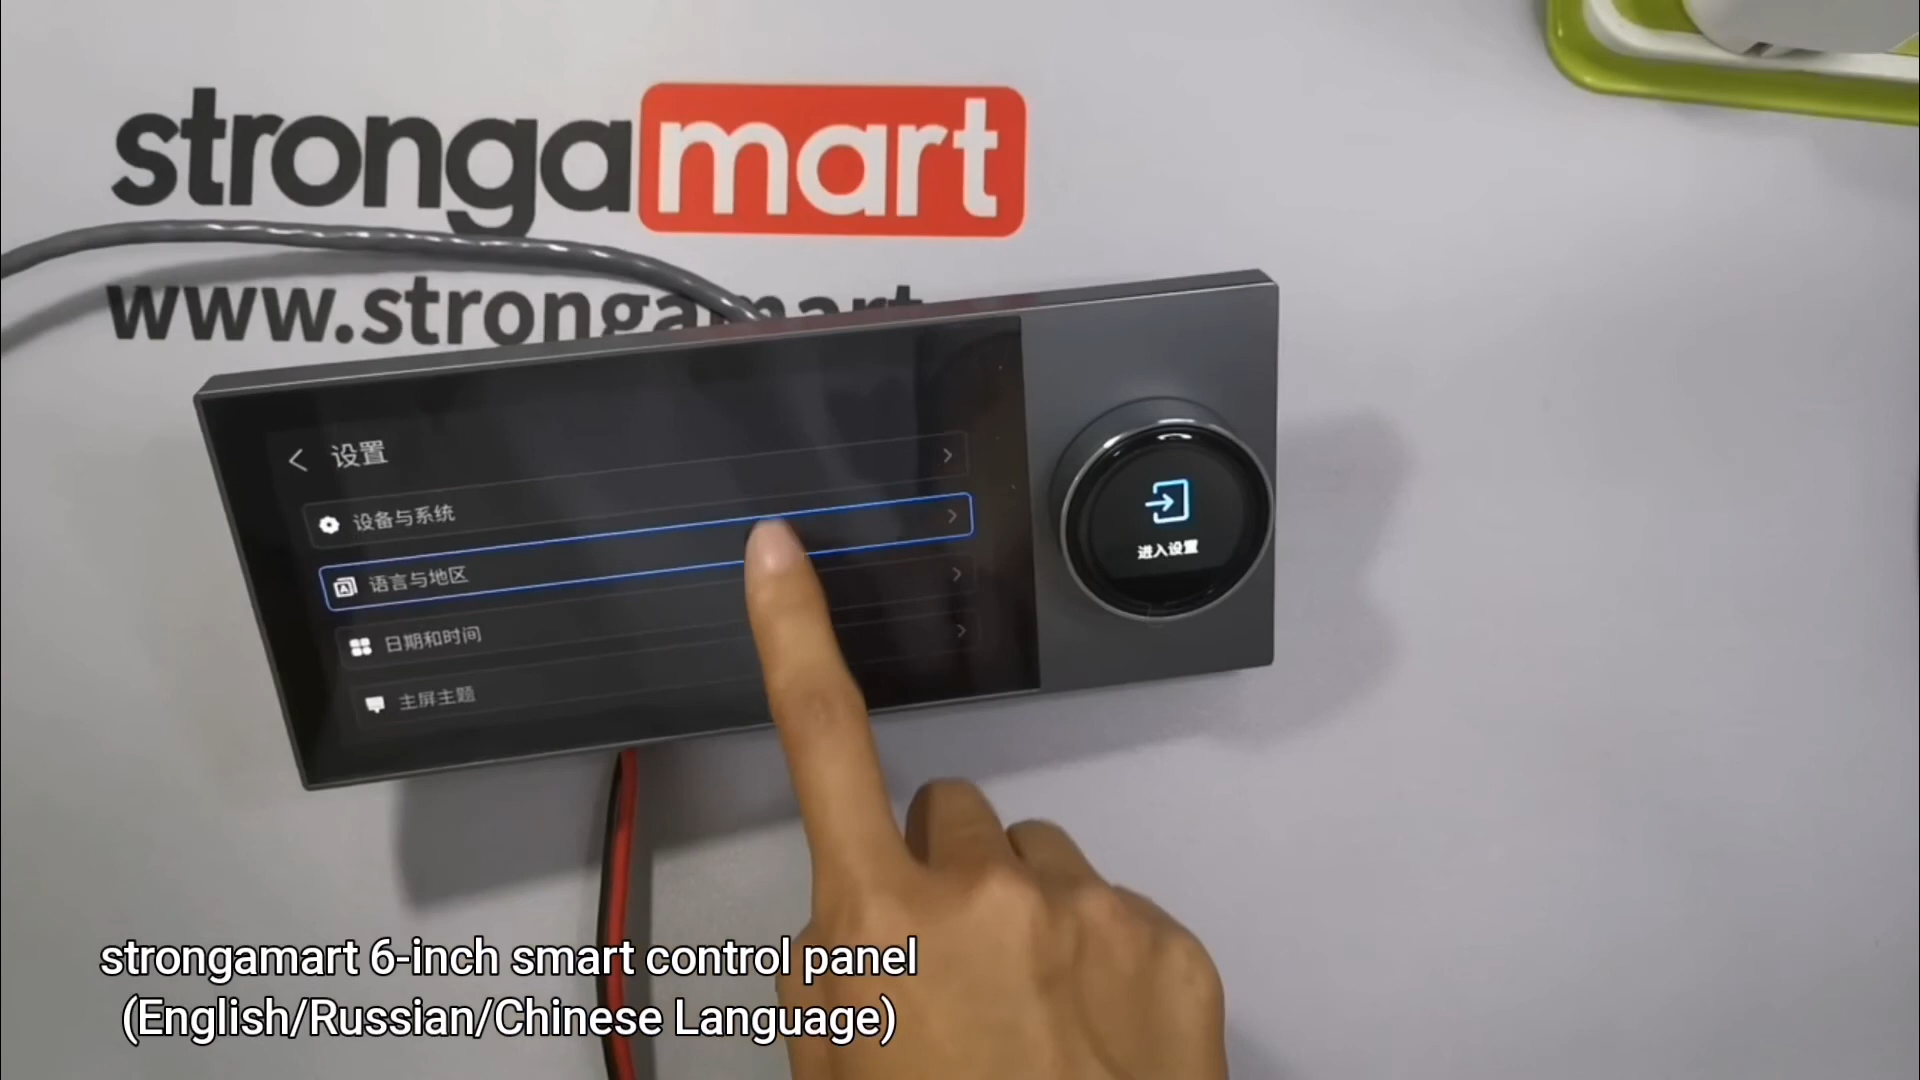 strongamart
www.strongamart
设置
设备与系统
语言与地区
日期和时间
主屏主题
进入设置
strongamart 6-inch smart control panel
(English/Russian/Chinese Language)